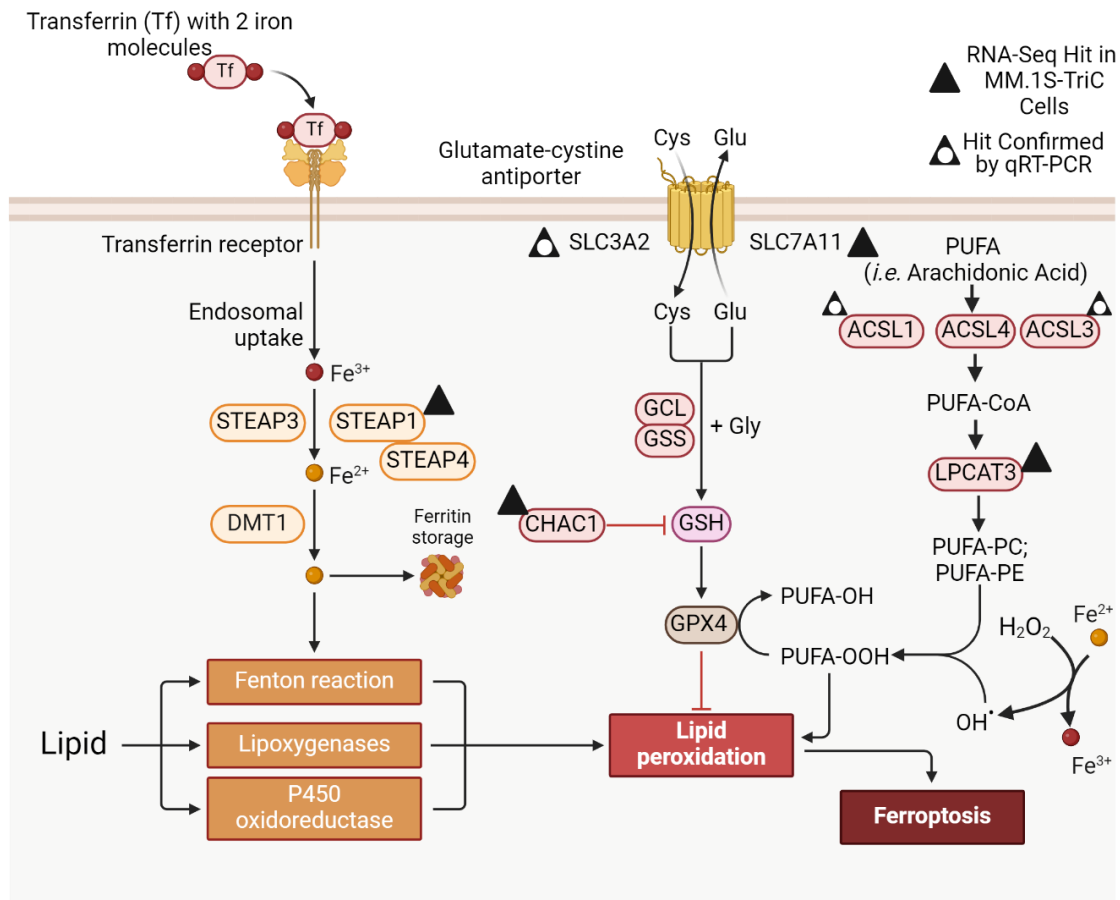 Transferrin (Tf) with 2 iron
molecules
Tf
Tf
RNA-Seq Hit in
MM.1S-TriC
Cells
Hit Confirmed
by qRT-PCR
Glutamate-cystine
antiporter
Cys
Glu
Transferrin receptor
SLC3A2
SLC7A11
PUFA
(i.e. Arachidonic Acid)
Endosomal
uptake
Cys
Glu
ACSL1
ACSL4
ACSL3
Fe³⁺
STEAP3
STEAP1
STEAP4
GCL
GSS
+ Gly
PUFA-CoA
Fe²⁺
LPCAT3
DMT1
Ferritin
storage
CHAC1
GSH
PUFA-PC;
PUFA-PE
GPX4
PUFA-OH
PUFA-OOH
H₂O₂
Fe²⁺
OH•
Fe³⁺
Lipid
Fenton reaction
Lipoxygenases
P450
oxidoreductase
Lipid
peroxidation
Ferroptosis